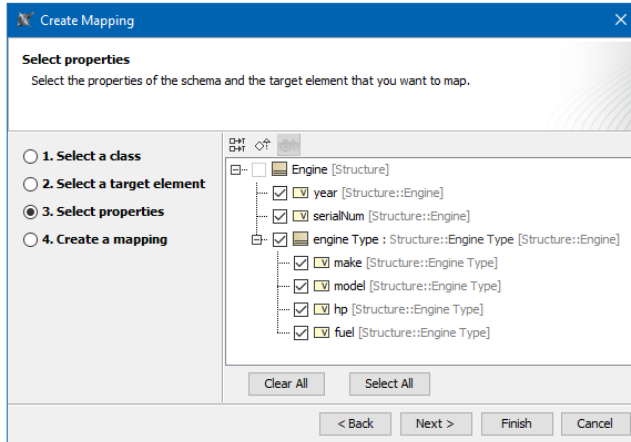 Create Mapping
Select properties
Select the properties of the schema and the target element that you want to map.
1. Select a class
2. Select a target element
3. Select properties
4. Create a mapping
Engine [Structure]
V year [Structure::Engine]
V serialNum [Structure::Engine]
engine Type : Structure::Engine Type [Structure::Engine]
V make [Structure::Engine Type]
V model [Structure::Engine Type]
V hp [Structure::Engine Type]
V fuel [Structure::Engine Type]
Clear All Select All
< Back Next > Finish Cancel